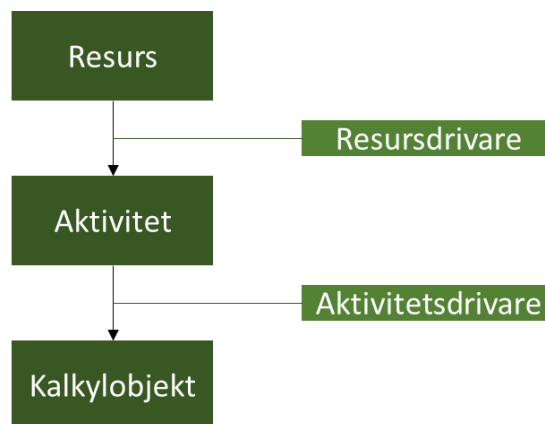 Resurs
Resursdrivare
Aktivitet
Aktivitetsdrivare
Kalkylobjekt